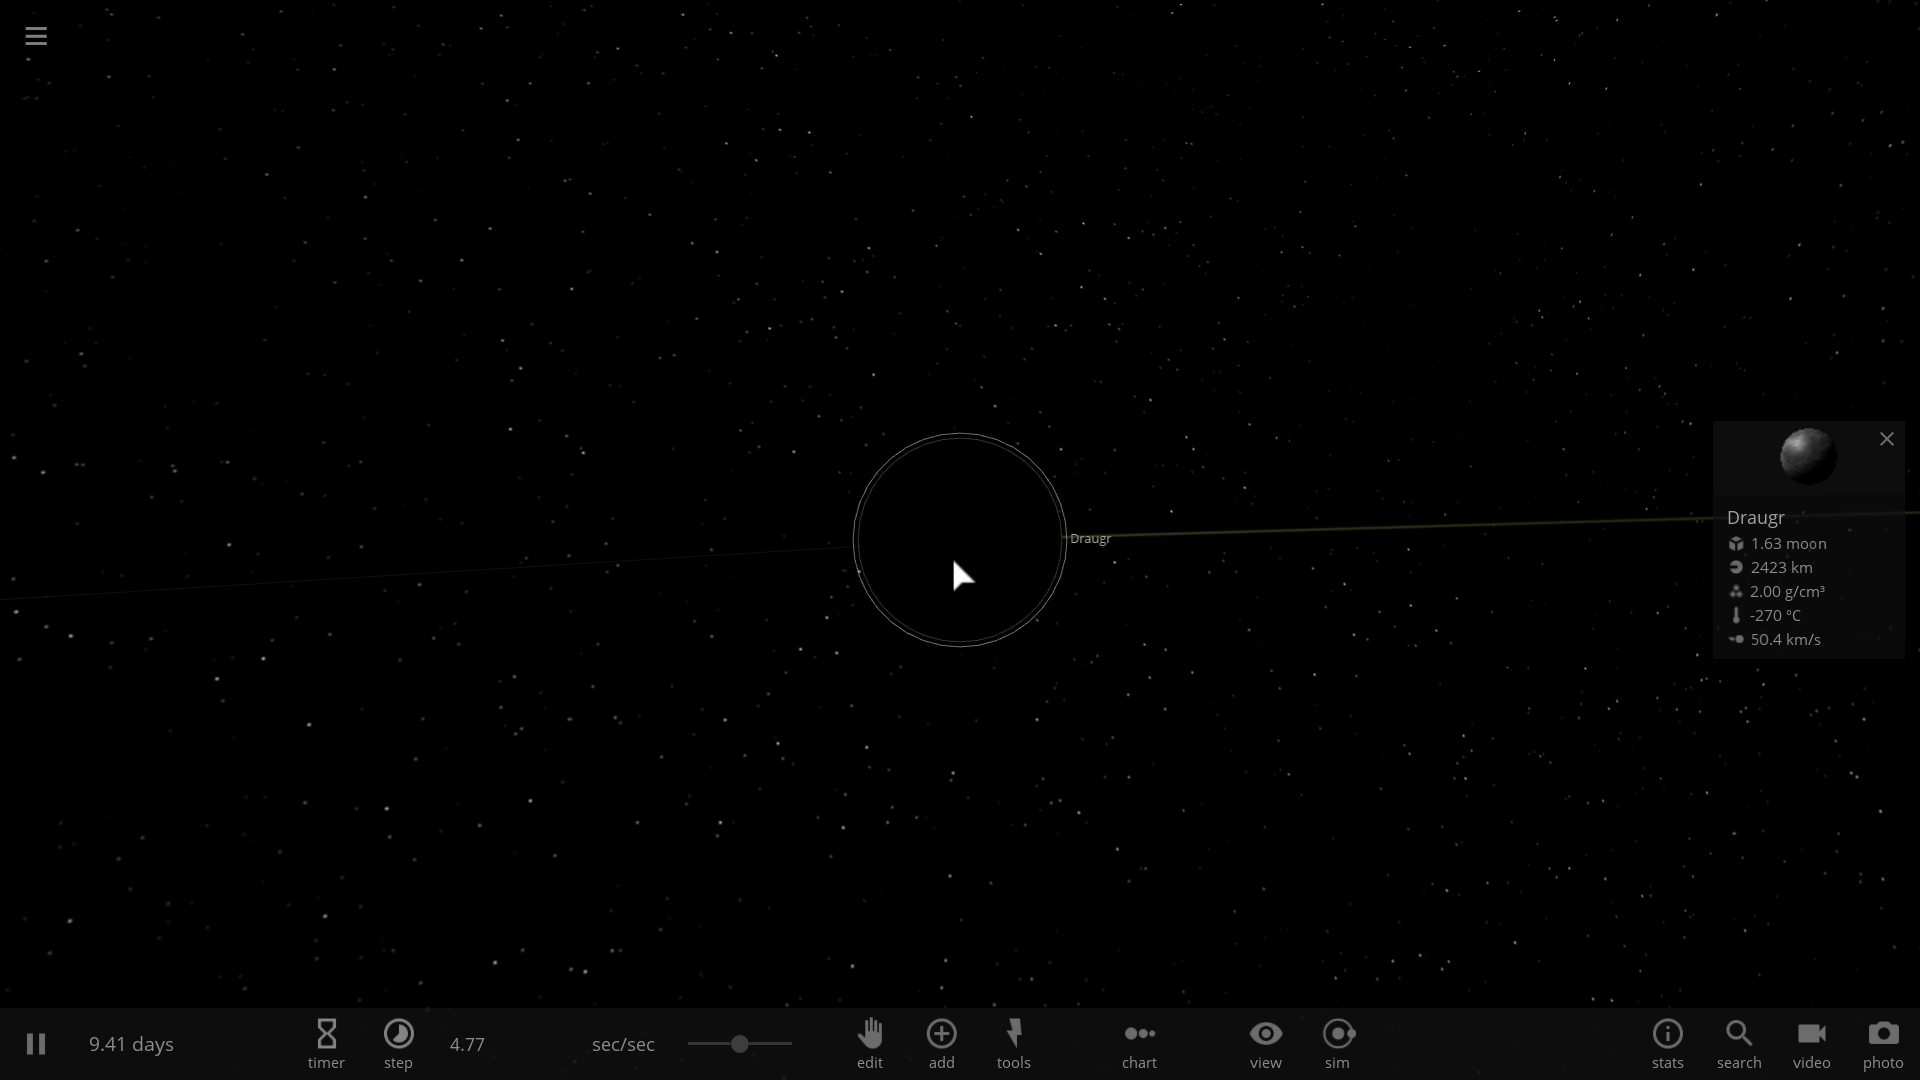 Draugr
Draugr
1.63 moon
2423 km
2.00 g/cm³
-270 °C
50.4 km/s
9.41 days
timer
step
4.77
sec/sec
edit
add
tools
chart
view
sim
stats
search
video
photo